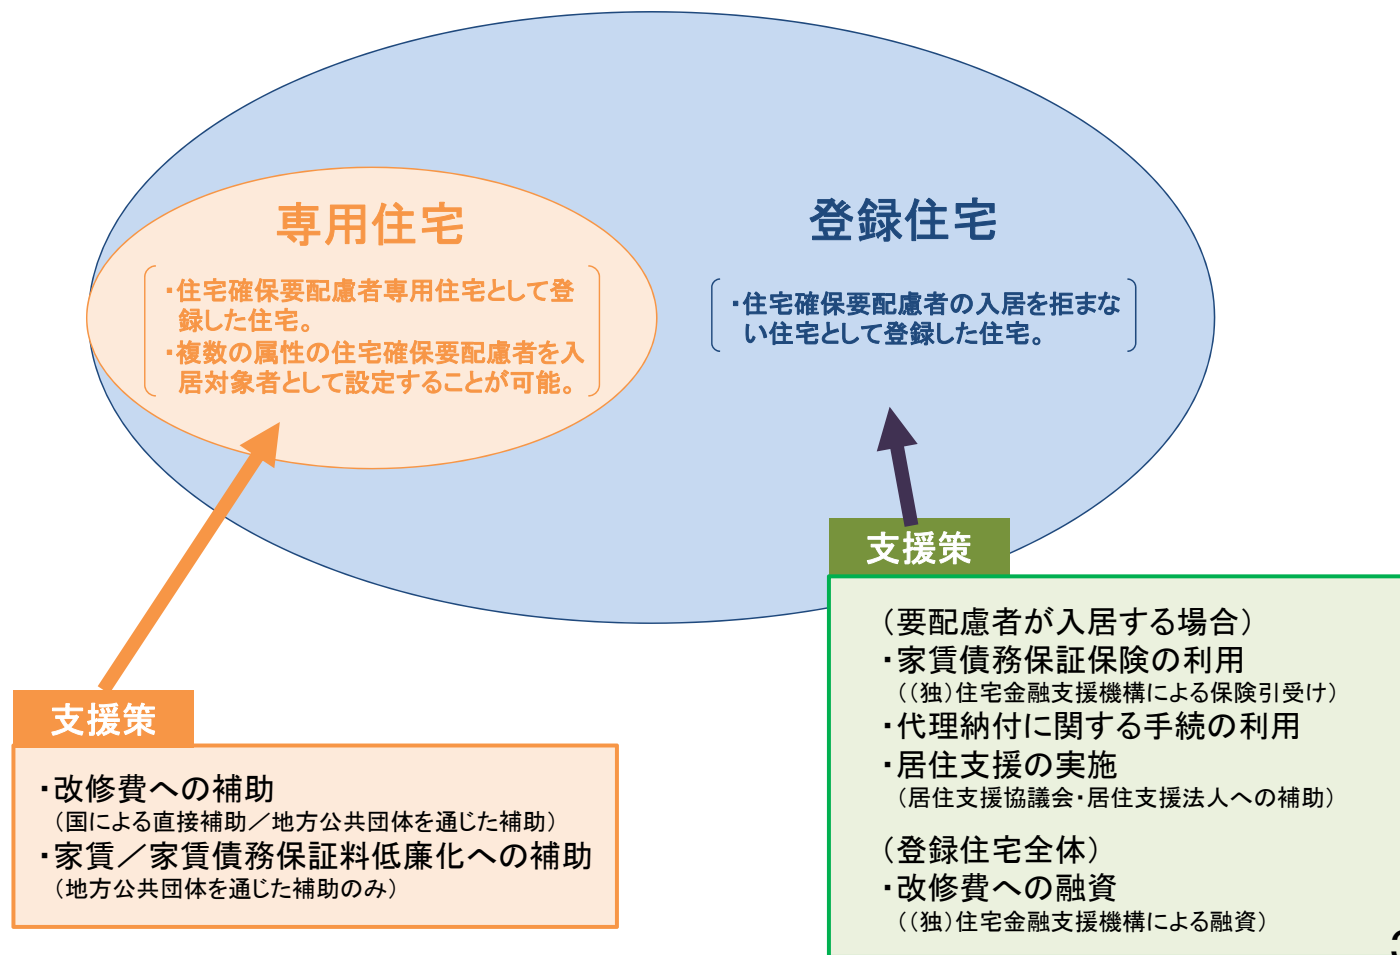 専用住宅
・住宅確保要配慮者専用住宅として登
録した住宅。
・複数の属性の住宅確保要配慮者を入
居対象者として設定することが可能。
登録住宅
・住宅確保要配慮者の入居を拒まな
い住宅として登録した住宅。
支援策
・改修費への補助
（国による直接補助／地方公共団体を通じた補助）
・家賃／家賃債務保証料低廉化への補助
（地方公共団体を通じた補助のみ）
支援策
（要配慮者が入居する場合）
・家賃債務保証保険の利用
（（独）住宅金融支援機構による保険引受け）
・代理納付に関する手続の利用
・居住支援の実施
（居住支援協議会・居住支援法人への補助）
（登録住宅全体）
・改修費への融資
（（独）住宅金融支援機構による融資）